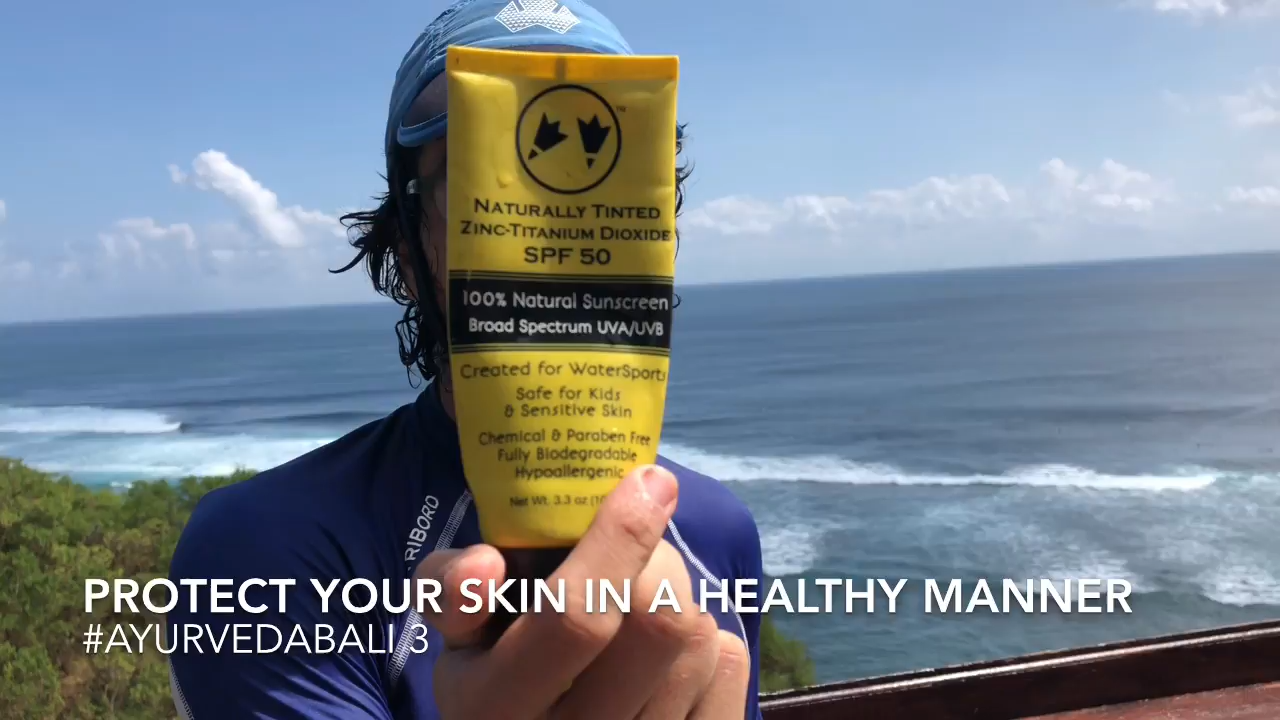 ™
NATURALLY TINTED
ZINC-TITANIUM DIOXIDE
SPF 50
100% Natural Sunscreen
Broad Spectrum UVA/UVB
Created for WaterSports
Safe for Kids
& Sensitive Skin
Chemical & Paraben Free
Fully Biodegradable
Hypoallergenic
Net Wt. 3.3 oz
RIBORD
PROTECT YOUR SKIN IN A HEALTHY MANNER
#AYURVEDABALI 3